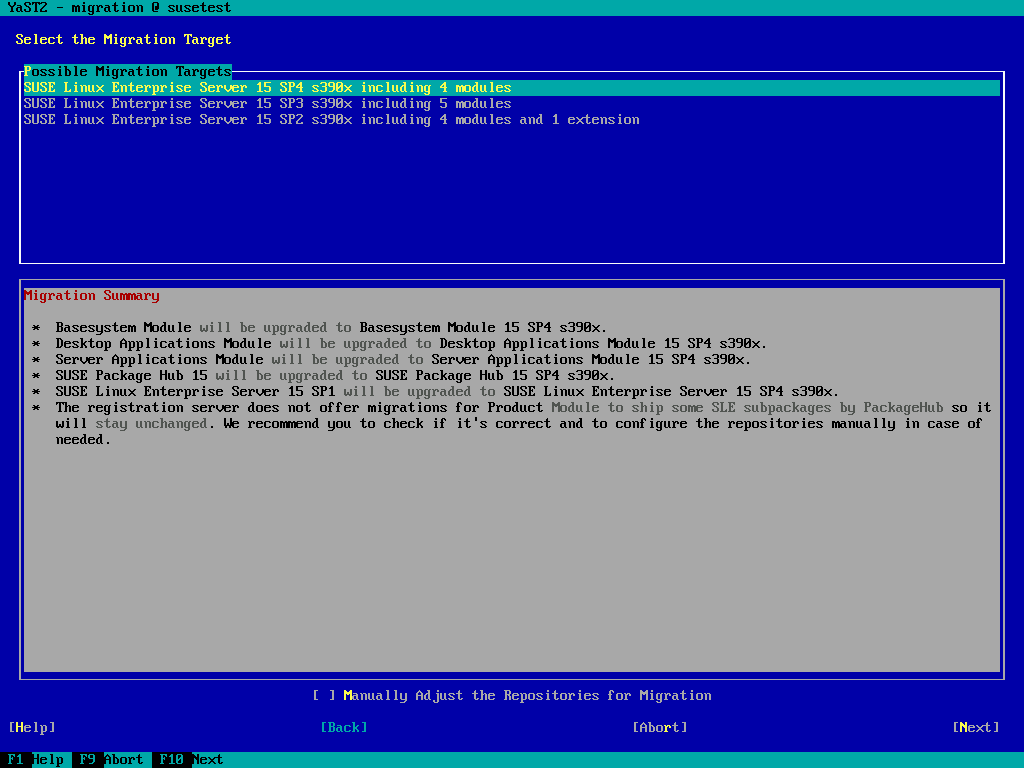 YaST2 - migration @ susetest
Select the Migration Target
Possible Migration Targets
SUSE Linux Enterprise Server 15 SP4 s390x including 4 modules
SUSE Linux Enterprise Server 15 SP3 s390x including 5 modules
SUSE Linux Enterprise Server 15 SP2 s390x including 4 modules and 1 extension
Migration Summary
* Basesystem Module will be upgraded to Basesystem Module 15 SP4 s390x.
* Desktop Applications Module will be upgraded to Desktop Applications Module 15 SP4 s390x.
* Server Applications Module will be upgraded to Server Applications Module 15 SP4 s390x.
* SUSE Package Hub 15 will be upgraded to SUSE Package Hub 15 SP4 s390x.
* SUSE Linux Enterprise Server 15 SP1 will be upgraded to SUSE Linux Enterprise Server 15 SP4 s390x.
* The registration server does not offer migrations for Product Module to ship some SLE subpackages by PackageHub so it
will stay unchanged. We recommend you to check if it's correct and to configure the repositories manually in case of
needed.
[ ] Manually Adjust the Repositories for Migration
[Help] [Back] [Abort] [Next]
F1 Help F9 Abort F10 Next